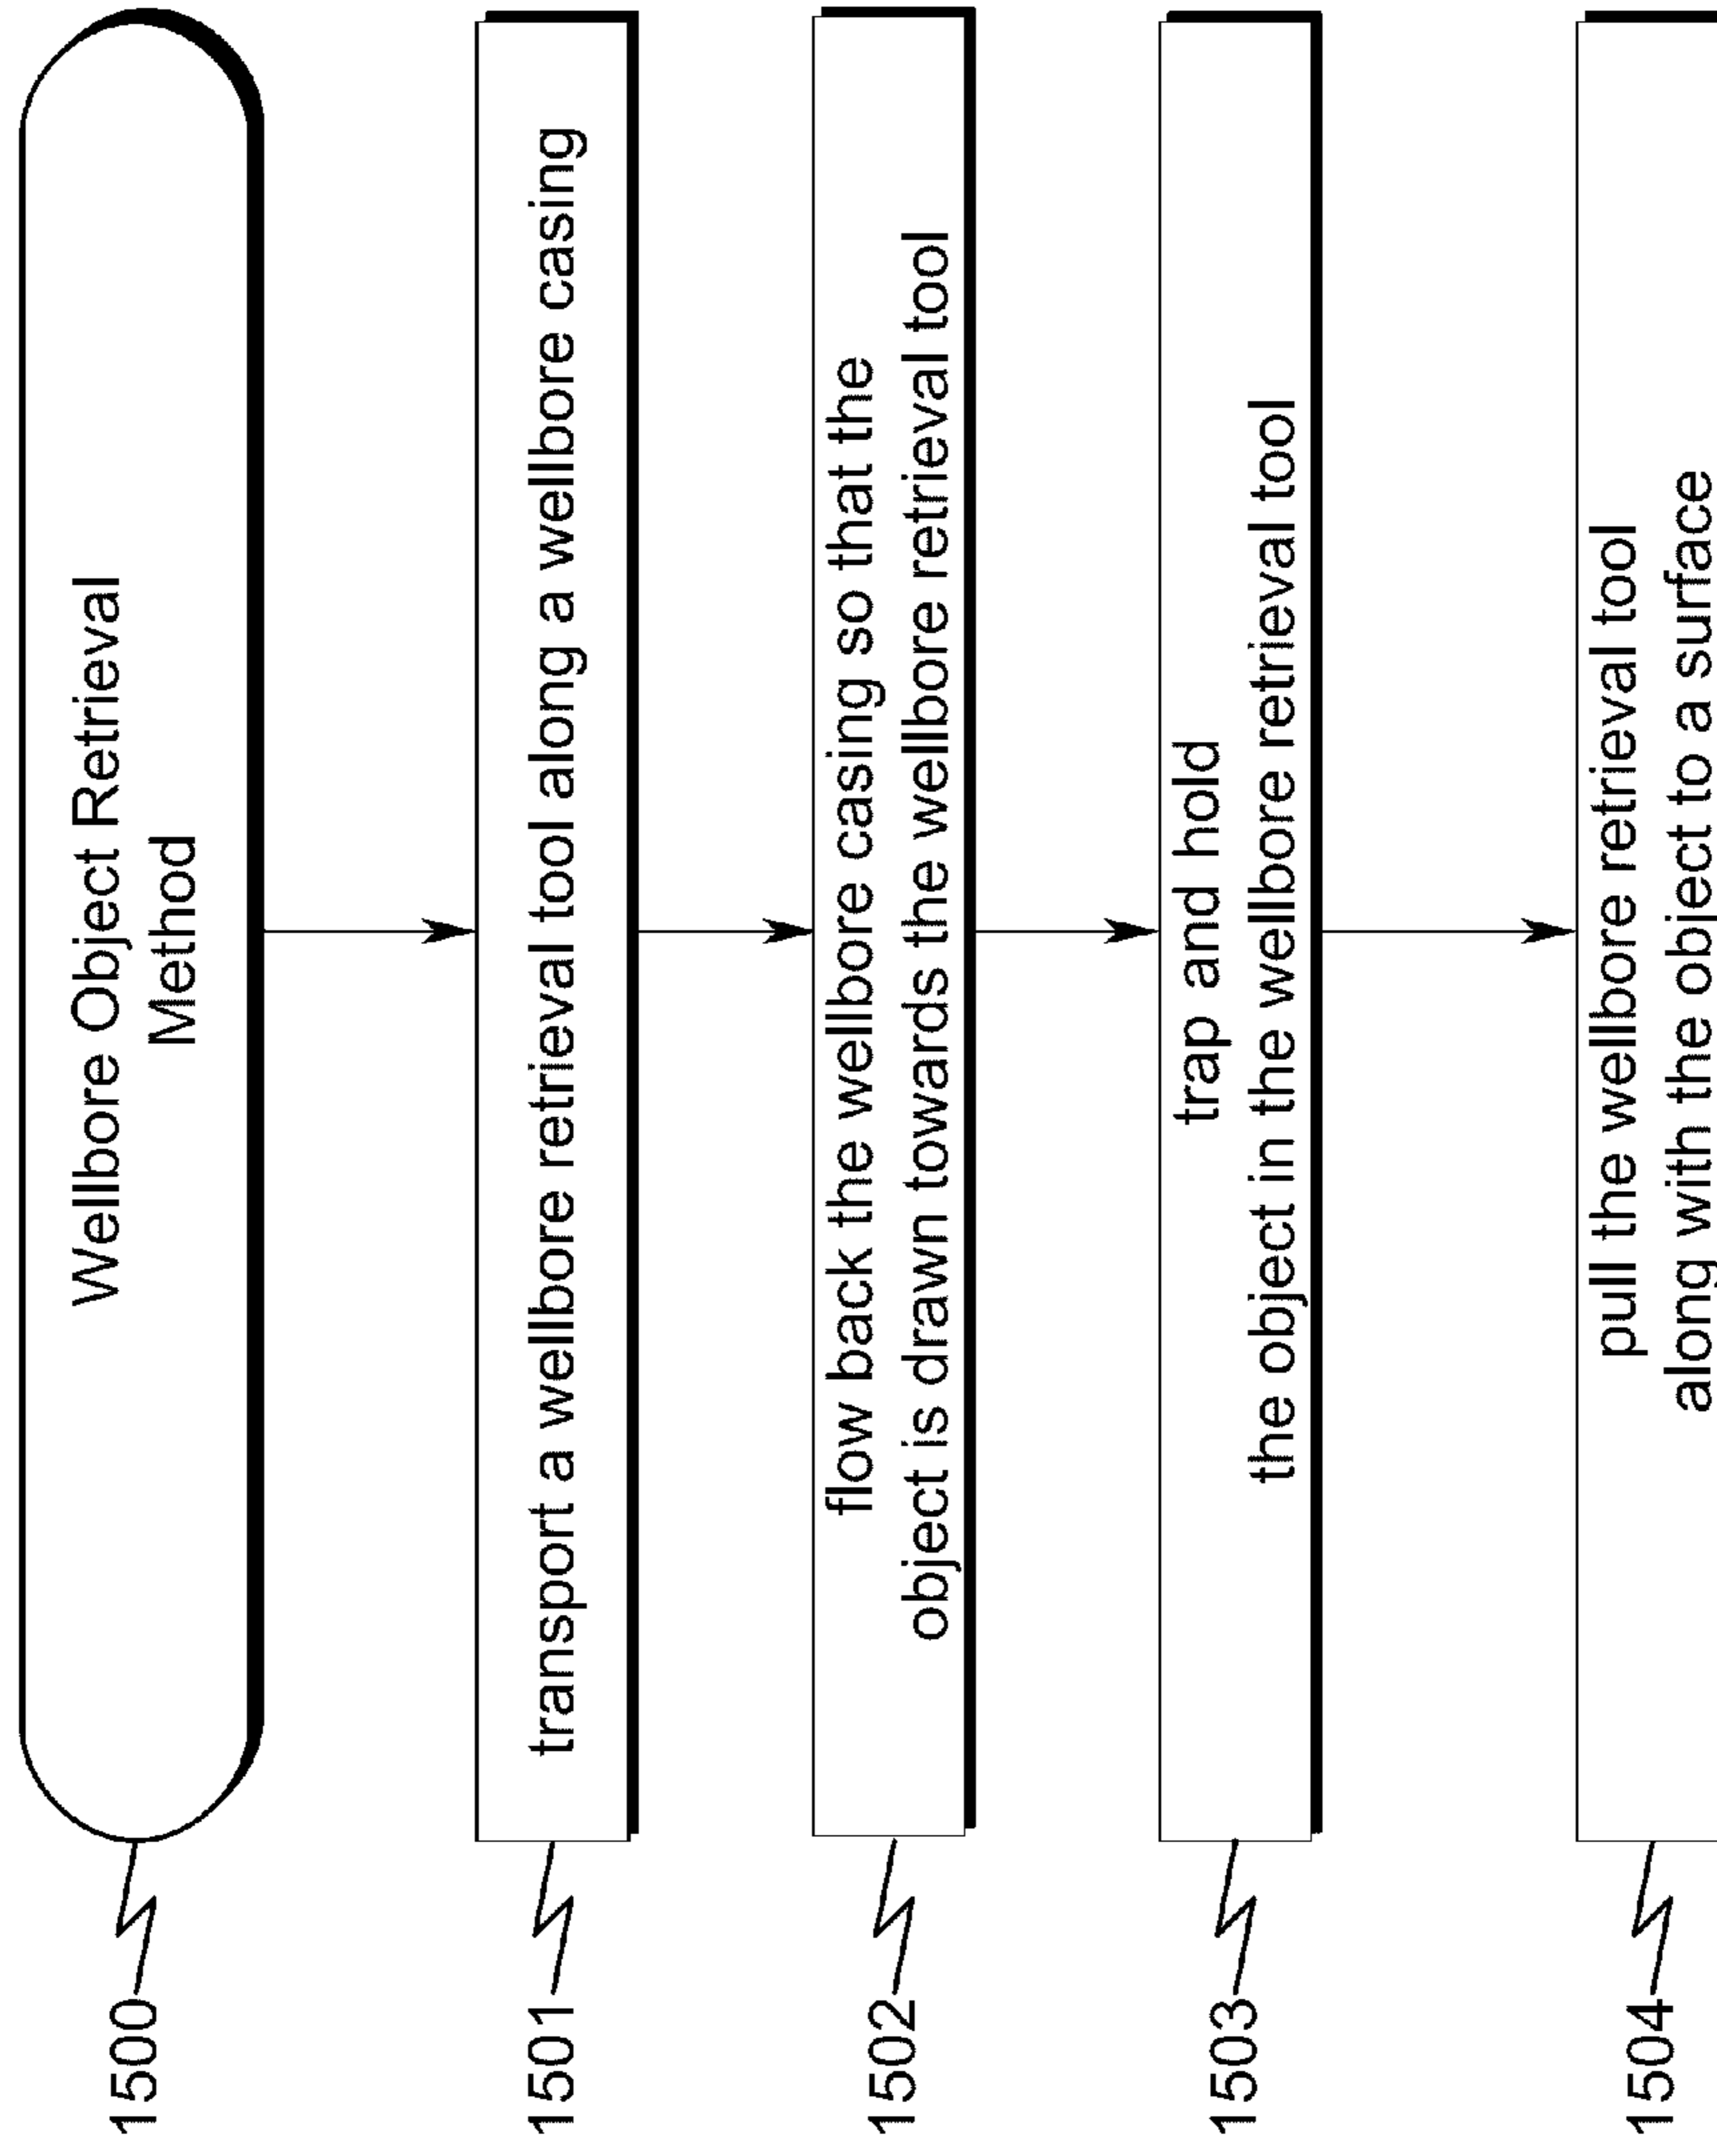 Wellbore Object Retrieval
Method
1500
transport a wellbore retrieval tool along a wellbore casing
1501
flow back the wellbore casing so that the
object is drawn towards the wellbore retrieval tool
1502
trap and hold
the object in the wellbore retrieval tool
1503
pull the wellbore retrieval tool
along with the object to a surface
1504